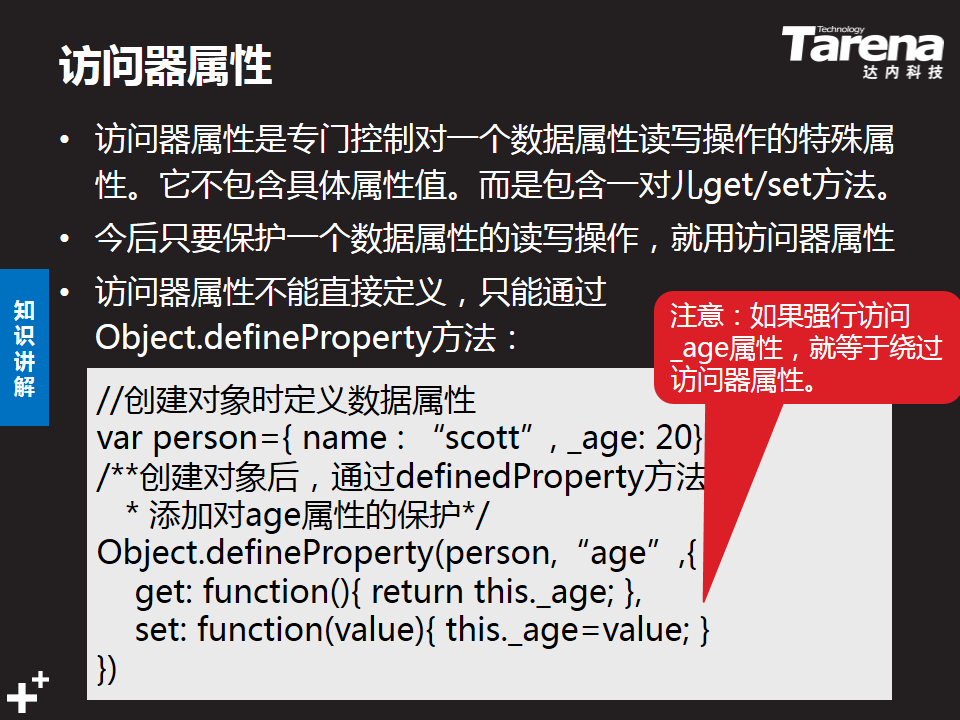 Technology
Tarena
达内科技
访问器属性
• 访问器属性是专门控制对一个数据属性读写操作的特殊属
性。它不包含具体属性值。而是包含一对儿get/set方法。
• 今后只要保护一个数据属性的读写操作，就用访问器属性
• 访问器属性不能直接定义，只能通过
Object.defineProperty方法：
知识讲解
注意：如果强行访问
_age属性，就等于绕过
访问器属性。
//创建对象时定义数据属性
var person={ name : “scott”, _age: 20}
/**创建对象后，通过definedProperty方法
* 添加对age属性的保护*/
Object.defineProperty(person,“age”,{
get: function(){ return this._age; },
set: function(value){ this._age=value; }
})